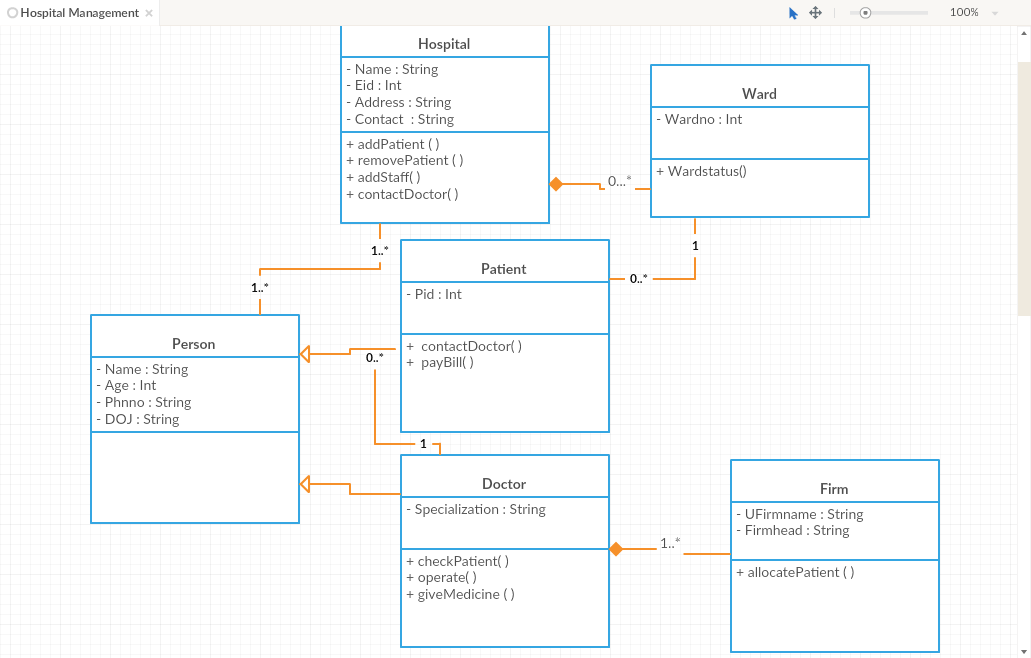 Hospital Management
100%
Hospital
- Name : String
- Eid : Int
- Address : String
- Contact  : String
+ addPatient ( )
+ removePatient ( )
+ addStaff( )
+ contactDoctor( )
Ward
- Wardno : Int
+ Wardstatus()
0...*
1..*
1..*
1
0..*
Patient
- Pid : Int
+  contactDoctor( )
+  payBill( )
Person
- Name : String
- Age : Int
- Phnno : String
- DOJ : String
0..*
1
Doctor
- Specialization : String
+ checkPatient( )
+ operate( )
+ giveMedicine ( )
1..*
Firm
- UFirmname : String
- Firmhead : String
+ allocatePatient ( )